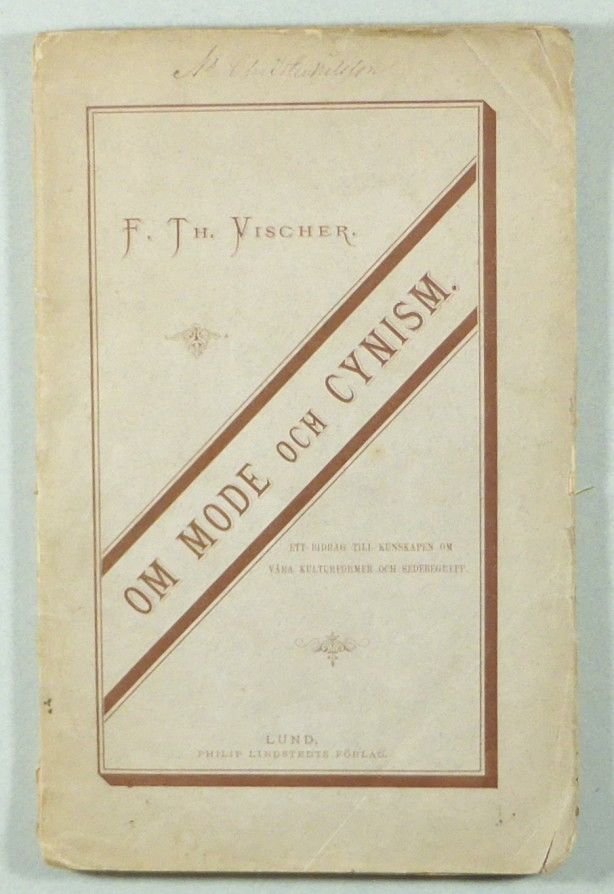 F. TH. VISCHER.
OM MODE OCH CYNISM.
ETT BIDRAG TILL KUNSKAPEN OM
VÅRA KULTURFORMER OCH SEDEBEGREPP.
LUND,
PHILIP LINDSTEDTS FÖRLAG.